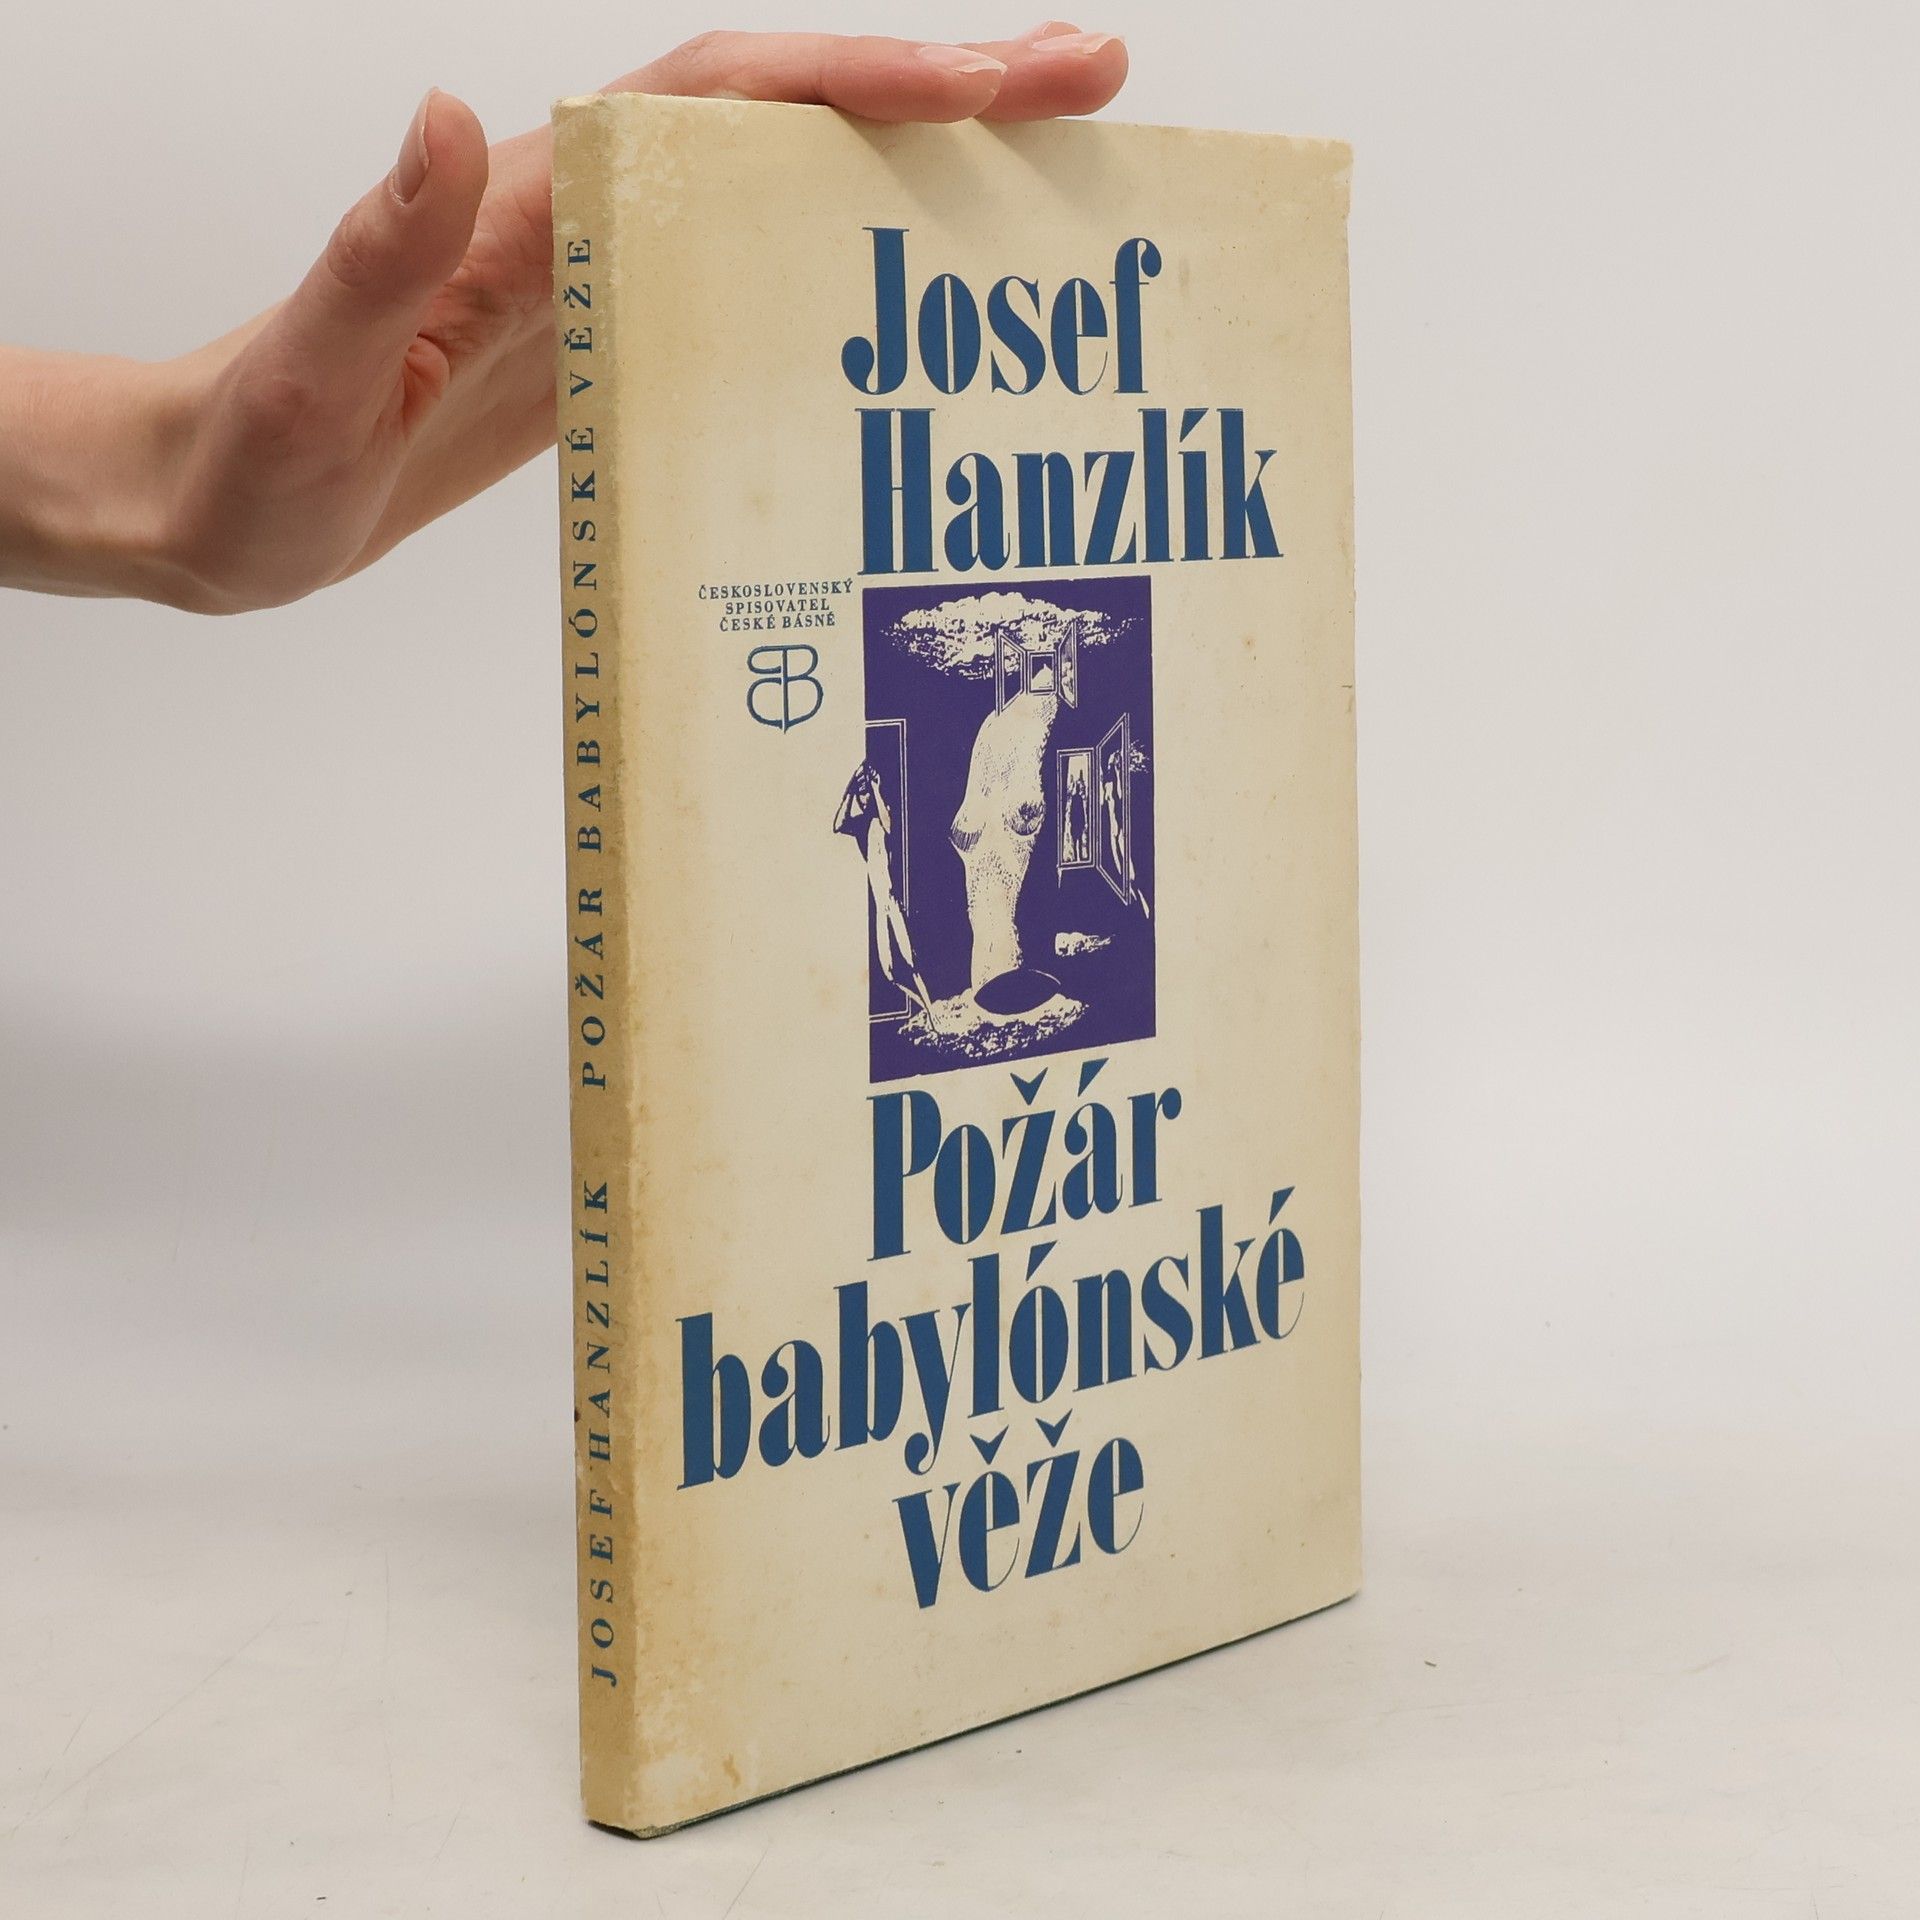 JOSEF HANZLÍK POŽÁR BABYLÓNSKÉ VĚŽE
Josef
Hanzlík
ČESKOSLOVENSKÝ
SPISOVATEL
ČESKÉ BÁSNĚ
Požár
babylónské
věže